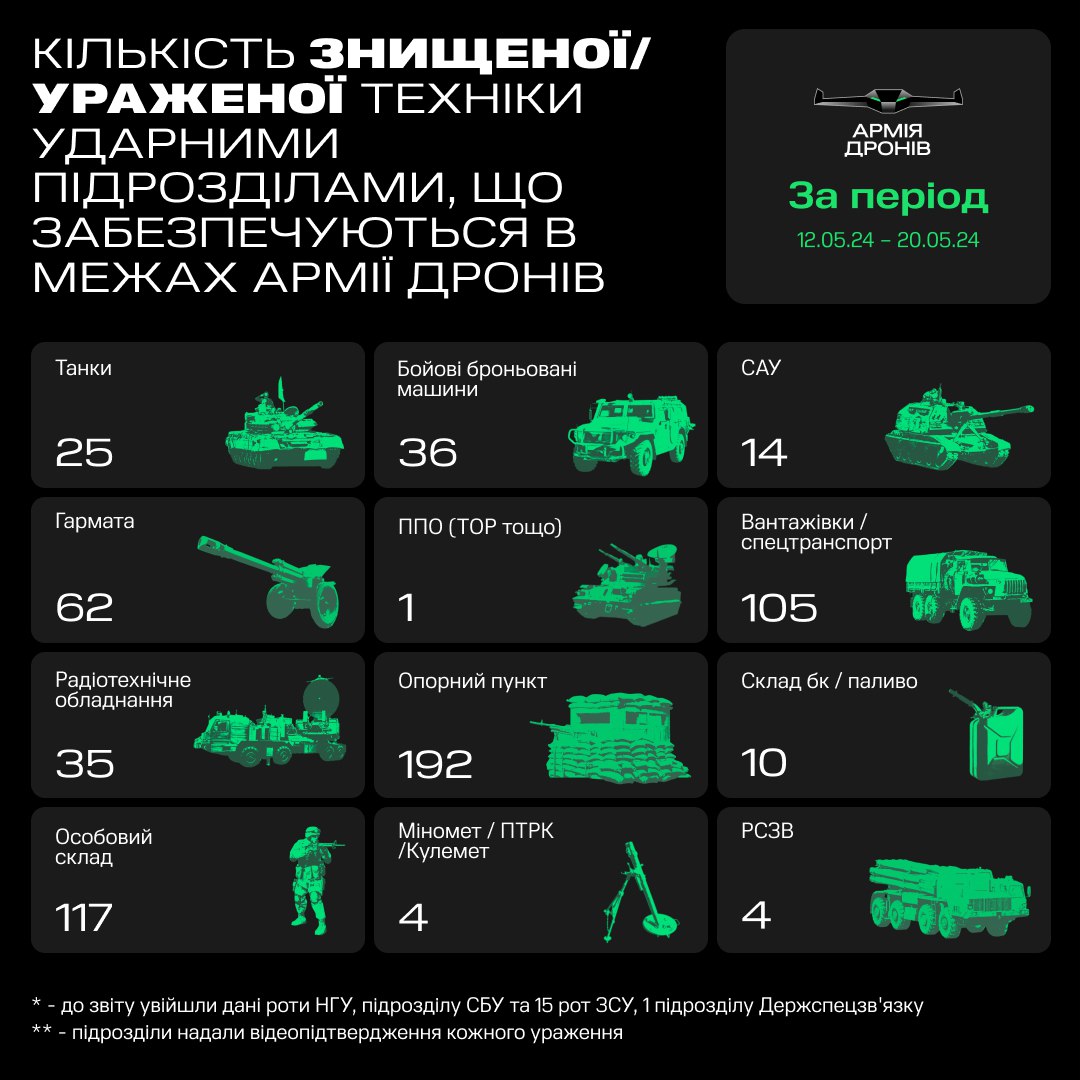 КІЛЬКІСТЬ ЗНИЩЕНОЇ/
УРАЖЕНОЇ ТЕХНІКИ
УДАРНИМИ
ПІДРОЗДІЛАМИ, ЩО
ЗАБЕЗПЕЧУЮТЬСЯ В
МЕЖАХ АРМІЇ ДРОНІВ
АРМІЯ
ДРОНІВ
За період
12.05.24 – 20.05.24
Танки
25
Бойові броньовані
машини
36
САУ
14
Гармата
62
ППО (ТОР тощо)
1
Вантажівки /
спецтранспорт
105
Радіотехнічне
обладнання
35
Опорний пункт
192
Склад бк / паливо
10
Особовий
склад
117
Міномет / ПТРК
/Кулемет
4
РСЗВ
4
* - до звіту увійшли дані роти НГУ, підрозділу СБУ та 15 рот ЗСУ, 1 підрозділу Держспецзв'язку
** - підрозділи надали відеопідтвердження кожного ураження